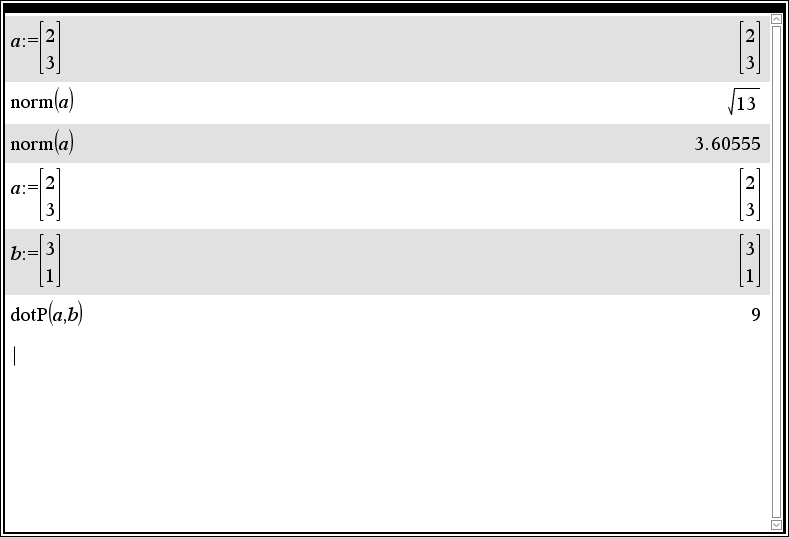 a:=[2 3] [2 3]
norm(a) √13
norm(a) 3.60555
a:=[2 3] [2 3]
b:=[3 1] [3 1]
dotP(a,b) 9